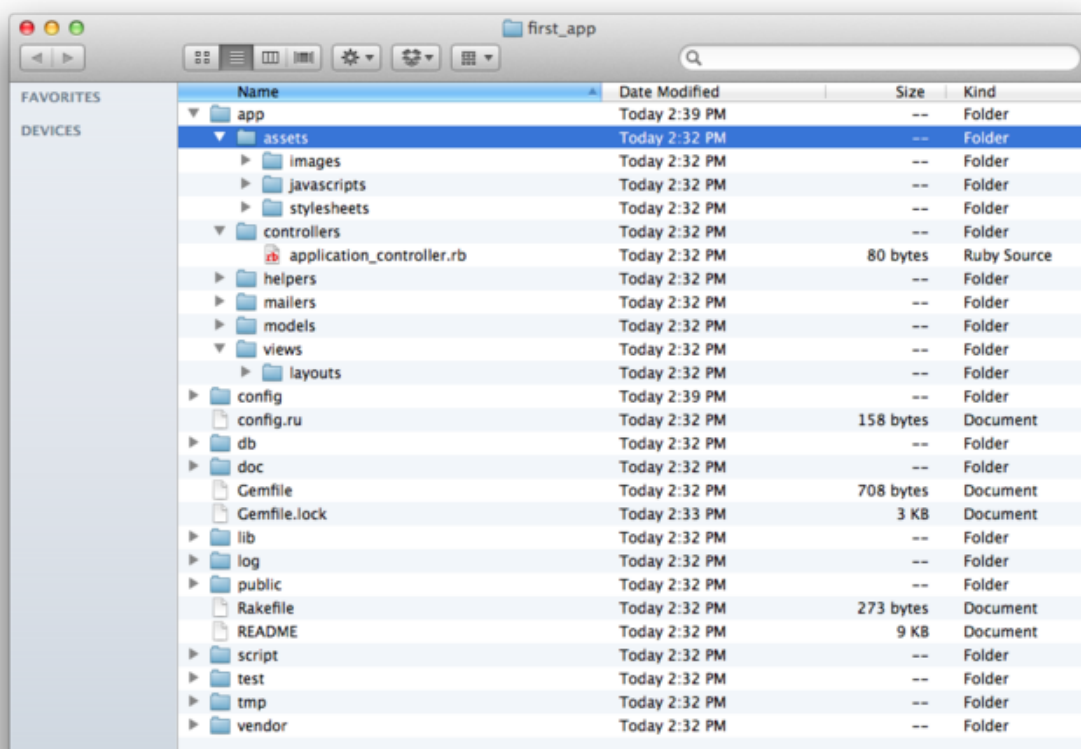 first_app
FAVORITES
DEVICES
Name Date Modified Size Kind
app Today 2:39 PM -- Folder
assets Today 2:32 PM -- Folder
images Today 2:32 PM -- Folder
javascripts Today 2:32 PM -- Folder
stylesheets Today 2:32 PM -- Folder
controllers Today 2:32 PM -- Folder
rb application_controller.rb Today 2:32 PM 80 bytes Ruby Source
helpers Today 2:32 PM -- Folder
mailers Today 2:32 PM -- Folder
models Today 2:32 PM -- Folder
views Today 2:32 PM -- Folder
layouts Today 2:32 PM -- Folder
config Today 2:39 PM -- Folder
config.ru Today 2:32 PM 158 bytes Document
db Today 2:32 PM -- Folder
doc Today 2:32 PM -- Folder
Gemfile Today 2:32 PM 708 bytes Document
Gemfile.lock Today 2:33 PM 3 KB Document
lib Today 2:32 PM -- Folder
log Today 2:32 PM -- Folder
public Today 2:32 PM -- Folder
Rakefile Today 2:32 PM 273 bytes Document
README Today 2:32 PM 9 KB Document
script Today 2:32 PM -- Folder
test Today 2:32 PM -- Folder
tmp Today 2:32 PM -- Folder
vendor Today 2:32 PM -- Folder